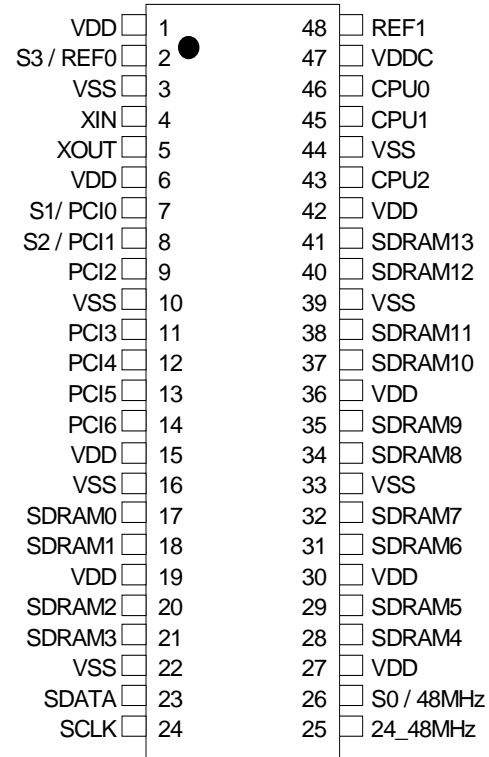 VDD 1 48 REF1
S3 / REF0 2 47 VDDC
VSS 3 46 CPU0
XIN 4 45 CPU1
XOUT 5 44 VSS
VDD 6 43 CPU2
S1/ PCI0 7 42 VDD
S2 / PCI1 8 41 SDRAM13
PCI2 9 40 SDRAM12
VSS 10 39 VSS
PCI3 11 38 SDRAM11
PCI4 12 37 SDRAM10
PCI5 13 36 VDD
PCI6 14 35 SDRAM9
VDD 15 34 SDRAM8
VSS 16 33 VSS
SDRAM0 17 32 SDRAM7
SDRAM1 18 31 SDRAM6
VDD 19 30 VDD
SDRAM2 20 29 SDRAM5
SDRAM3 21 28 SDRAM4
VSS 22 27 VDD
SDATA 23 26 S0 / 48MHz
SCLK 24 25 24_48MHz